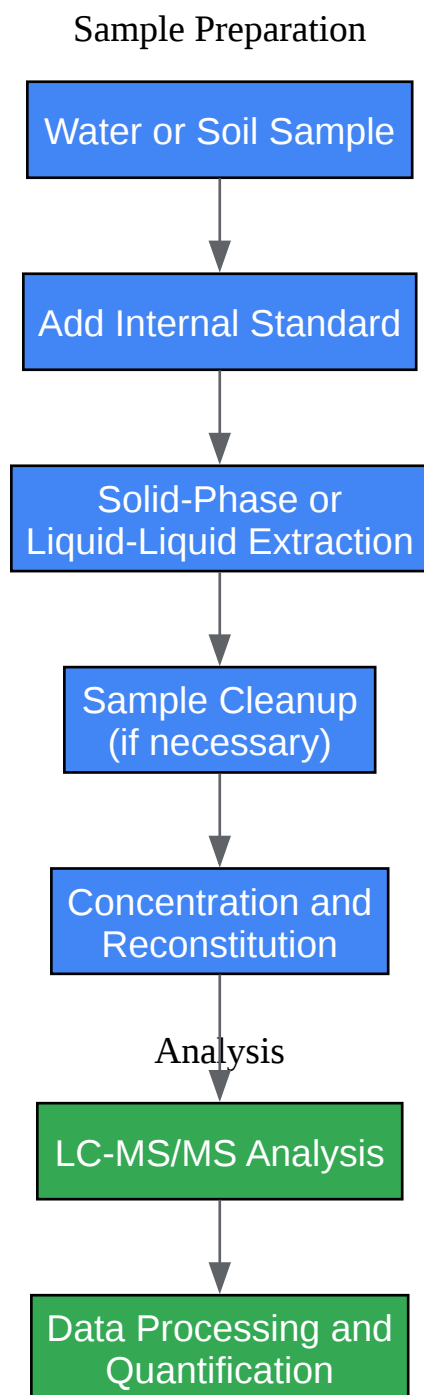 Sample Preparation
Water or Soil Sample
Add Internal Standard
Solid-Phase or
Liquid-Liquid Extraction
Sample Cleanup
(if necessary)
Concentration and
Reconstitution
Analysis
LC-MS/MS Analysis
Data Processing and
Quantification